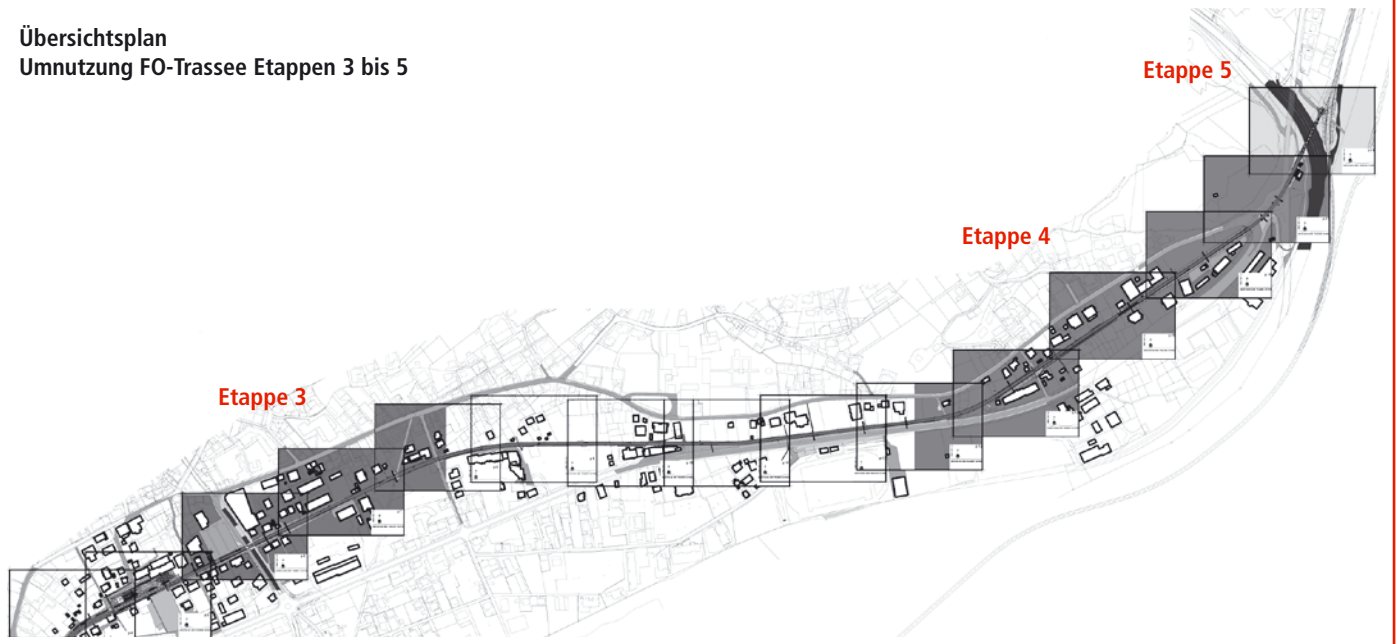 Übersichtsplan
Umnutzung FO-Trassee Etappen 3 bis 5
Etappe 5
Etappe 4
Etappe 3